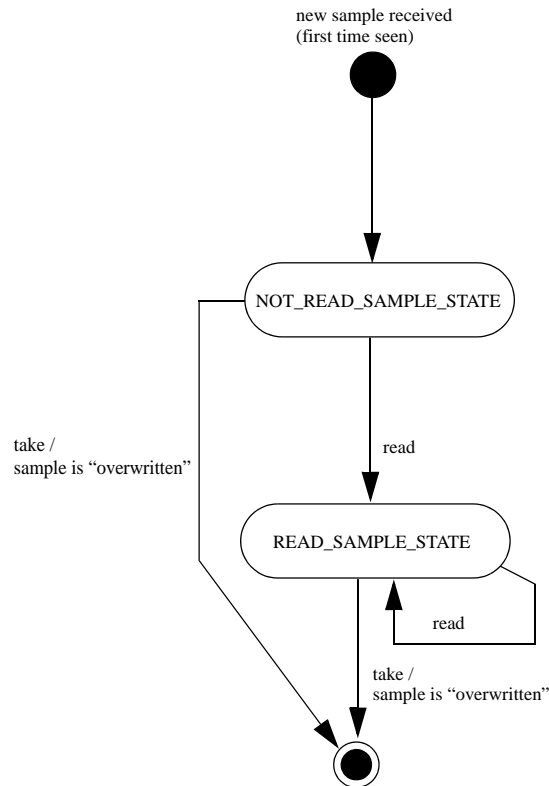 new sample received
(first time seen)
NOT_READ_SAMPLE_STATE
read
take /
sample is “overwritten”
READ_SAMPLE_STATE
read
take /
sample is “overwritten”